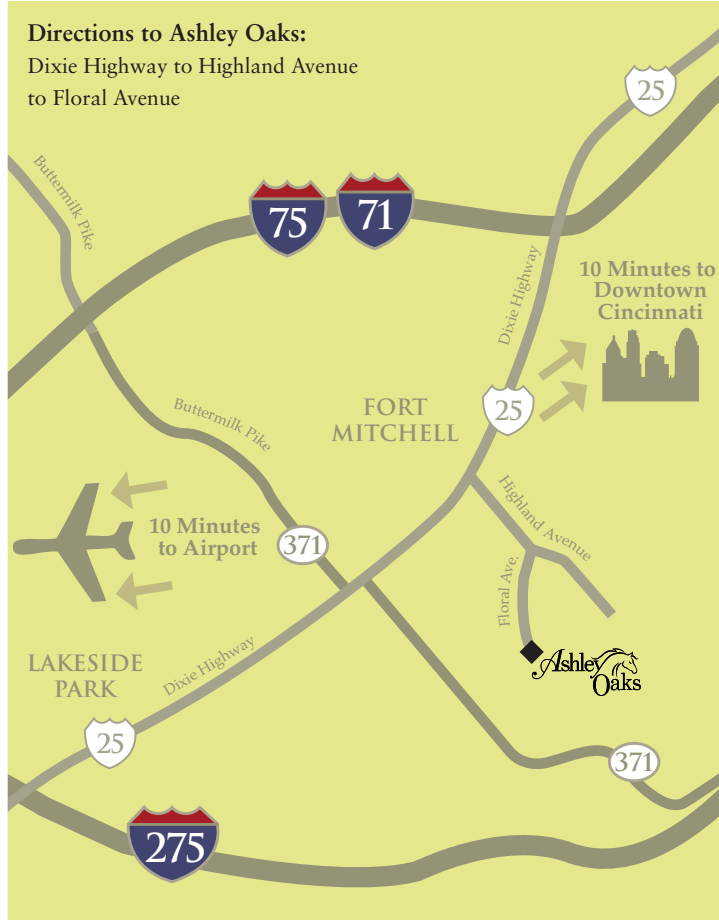 Directions to Ashley Oaks:
Dixie Highway to Highland Avenue
to Floral Avenue
25
Buttermilk Pike
75
71
Dixie Highway
10 Minutes to
Downtown
Cincinnati
25
FORT
MITCHELL
Buttermilk Pike
Highland Avenue
10 Minutes
to Airport
371
Floral Ave.
Ashley
Oaks
LAKESIDE
PARK
Dixie Highway
25
371
275